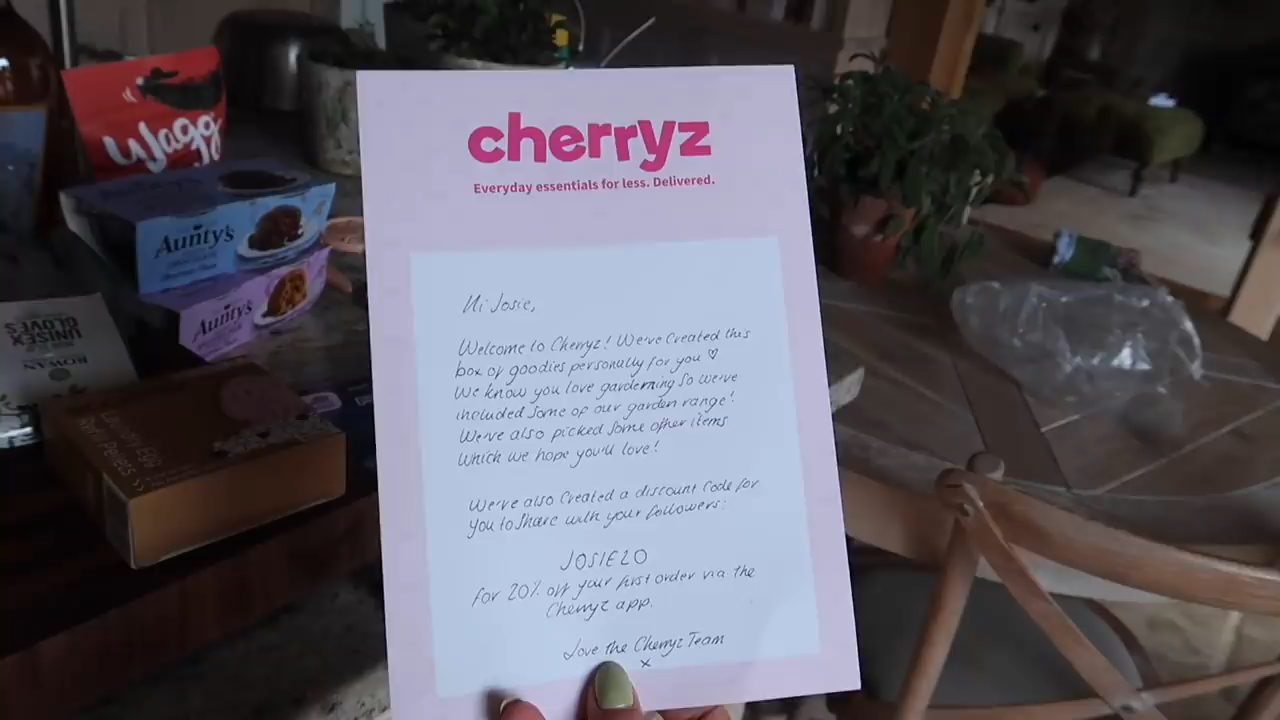 cherryz
Everyday essentials for less. Delivered.
Hi Josie,
Welcome to Cherryz! We've created this
box of goodies personally for you ♡
We know you love gardening so we've
included some of our garden range!
We've also picked some other items
which we hope you'll love!
We've also created a discount code for
you to share with your followers:
JOSIE20
for 20% off your first order via the
Cherryz app.
Love the Cherryz Team
x
Wagg
Aunty's
Aunty's
UNISEX
GLOVES
ROWAN